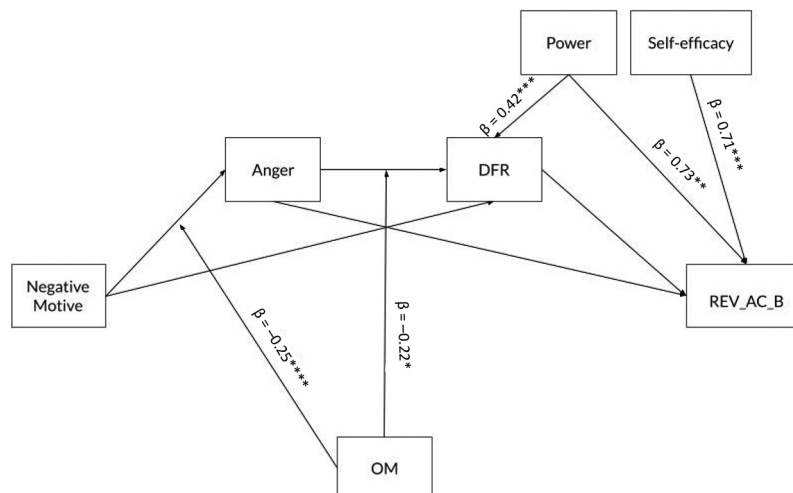 Power
Self-efficacy
β = 0.42***
β = 0.73**
β = 0.71***
Anger
DFR
Negative
Motive
REV_AC_B
β = –0.25****
β = –0.22*
OM